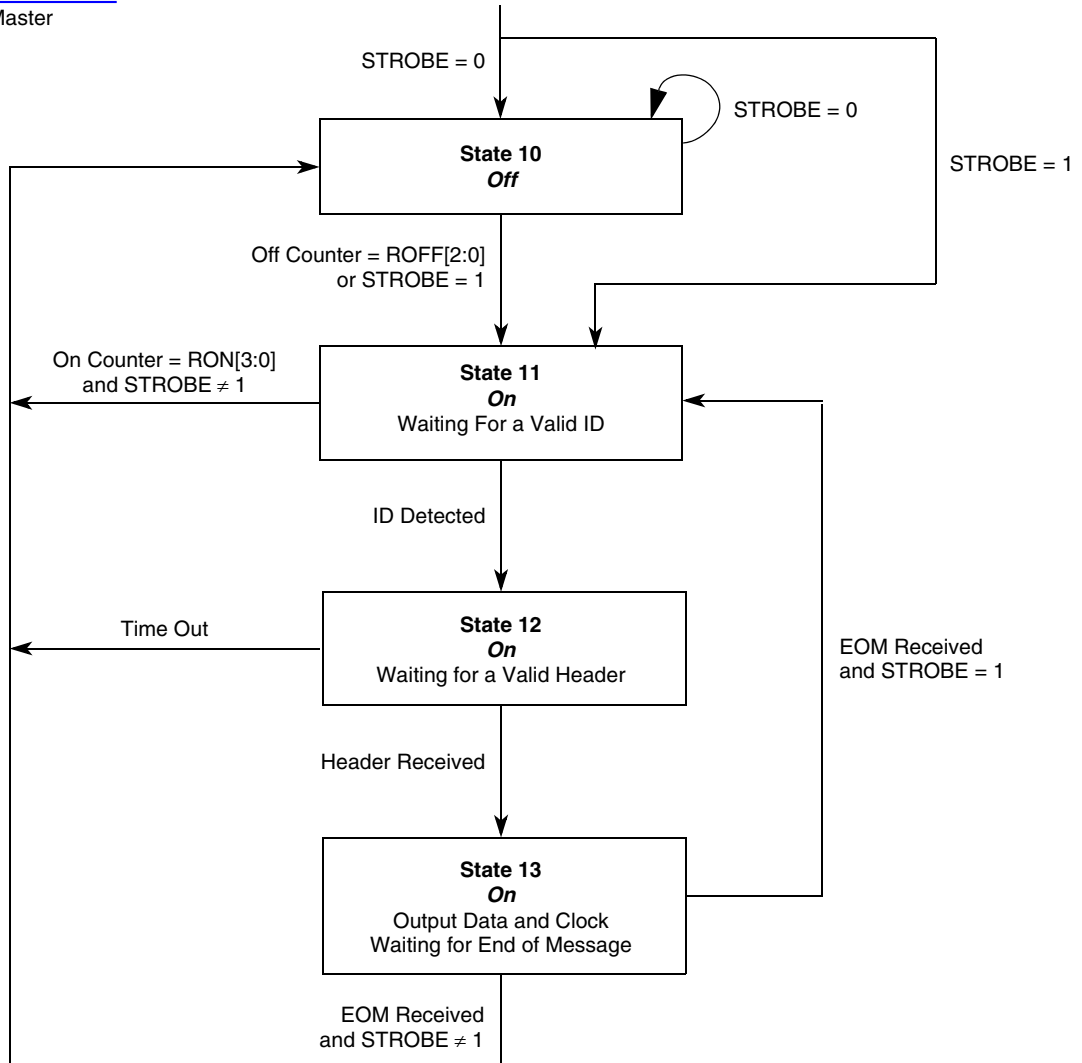 Master
STROBE = 0
STROBE = 0
State 10
Off
STROBE = 1
Off Counter = ROFF[2:0]
or STROBE = 1
On Counter = RON[3:0]
and STROBE ≠ 1
State 11
On
Waiting For a Valid ID
ID Detected
Time Out
State 12
On
Waiting for a Valid Header
EOM Received
and STROBE = 1
Header Received
State 13
On
Output Data and Clock
Waiting for End of Message
EOM Received
and STROBE ≠ 1